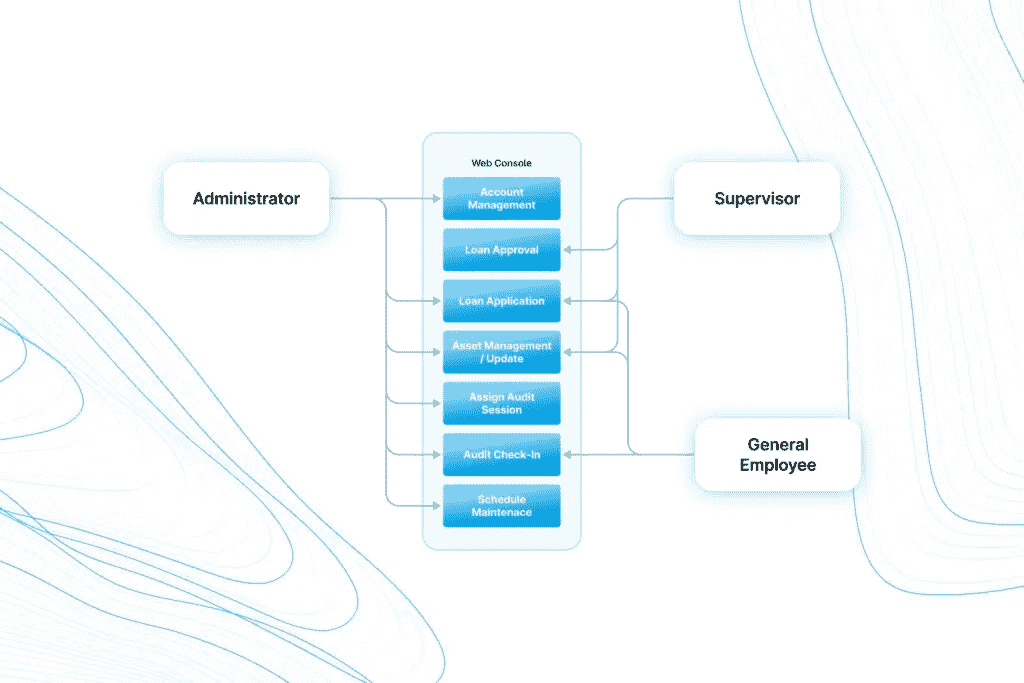 Web Console
Administrator
Account
Management
Supervisor
Loan Approval
Loan Application
Asset Management
/ Update
Assign Audit
Session
Audit Check-In
General
Employee
Schedule
Maintenace